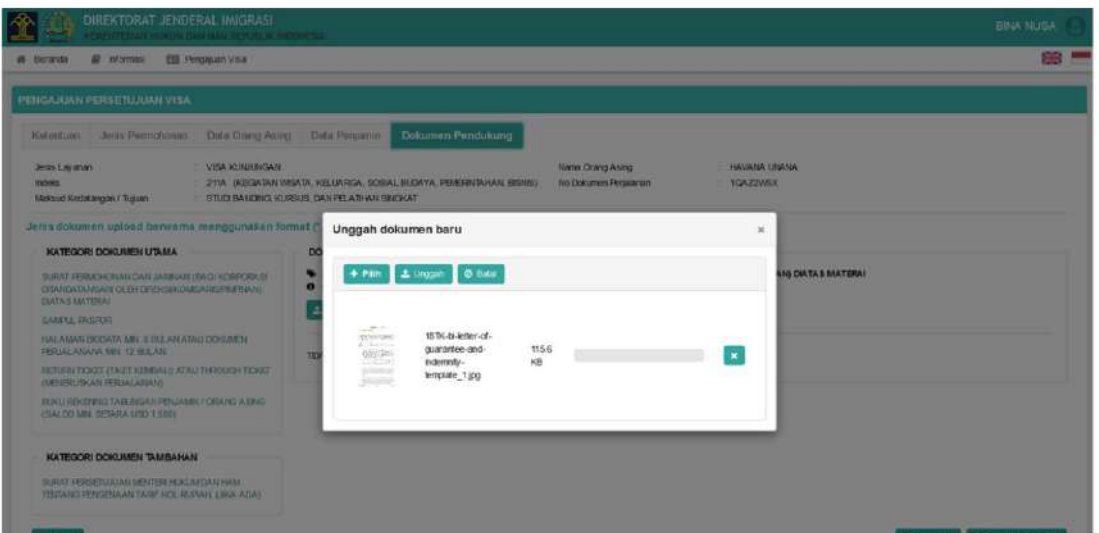 DIREKTORAT JENDERAL IMIGRASI
KEMENTERIAN HUKUM DAN HAM REPUBLIK INDONESIA
BINA NUSA
Beranda
Informasi
Pengajuan Visa
PENGAJUAN PERSETUJUAN VISA
Ketentuan
Jenis Permohonan
Data Orang Asing
Data Penjamin
Dokumen Pendukung
Jenis Layanan : VISA KUNJUNGAN
Indeks : 211A (KEGIATAN WISATA, KELUARGA, SOSIAL, BUDAYA, PEMERINTAHAN, BISNIS)
Maksud Kedatangan / Tujuan : STUDI BANDING, KURSUS, DAN PELATIHAN SINGKAT
Nama Orang Asing : HAVANA UNANA
No Dokumen Perjalanan :
Jenis dokumen upload berwarna menggunakan format (
KATEGORI DOKUMEN UTAMA
SURAT PERMOHONAN DAN JAMINAN (BAGI KORPORASI
DITANDATANGANI OLEH DIREKSI/KOMISARIS/PIMPINAN)
DIATAS MATERAI
SAMPUL PASPOR
HALAMAN BIODATA MIN. 6 BULAN ATAU DOKUMEN
PERJALANANA MIN. 12 BULAN
RETURN TICKET (TIKET KEMBALI) ATAU THROUGH TICKET
(MENERUSKAN PERJALANAN)
BUKU REKENING TABUNGAN PENJAMIN / ORANG ASING
(SALDO MIN. SETARA USD 1.500)
KATEGORI DOKUMEN TAMBAHAN
SURAT PERSETUJUAN MENTERI HUKUM DAN HAM
TENTANG PENGENAAN TARIF NOL RUPIAH (JIKA ADA)
DO
AN) DIATAS MATERAI
TID
Unggah dokumen baru
×
+ Pilih
Unggah
Batal
18TK-bi-letter-of-
guarantee-and-
indemnity-
template_1.jpg
115.6
KB